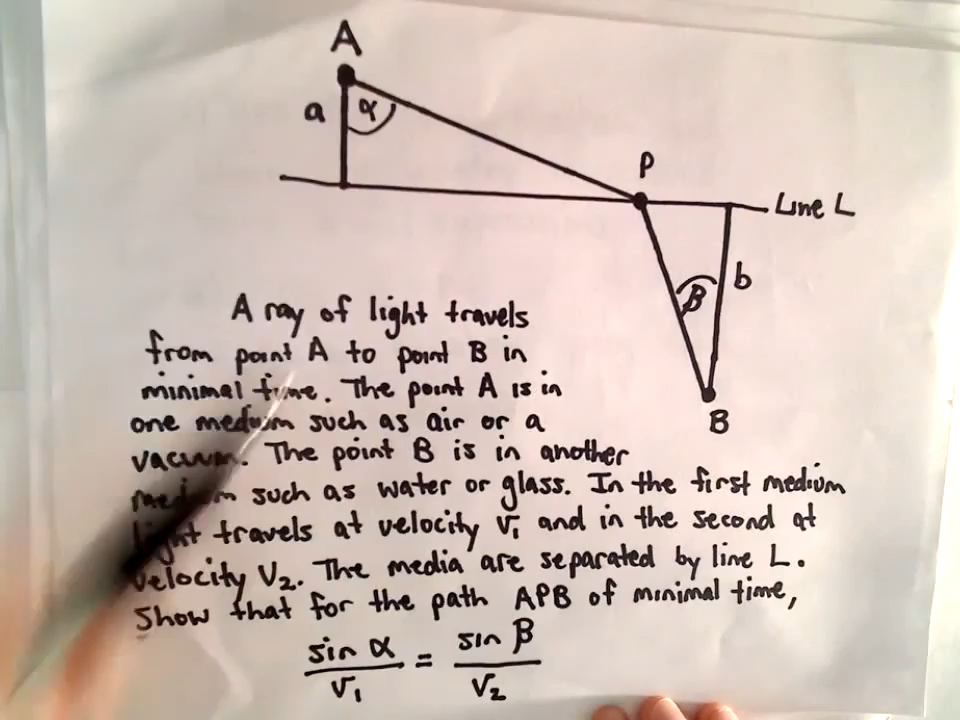 A
a
α
P
Line L
b
β
B
A ray of light travels
from point A to point B in
minimal time. The point A is in
one medium such as air or a
vacuum. The point B is in another
medium such as water or glass. In the first medium
light travels at velocity V₁ and in the second at
velocity V₂. The media are separated by line L.
Show that for the path APB of minimal time,
sin α / V₁ = sin β / V₂